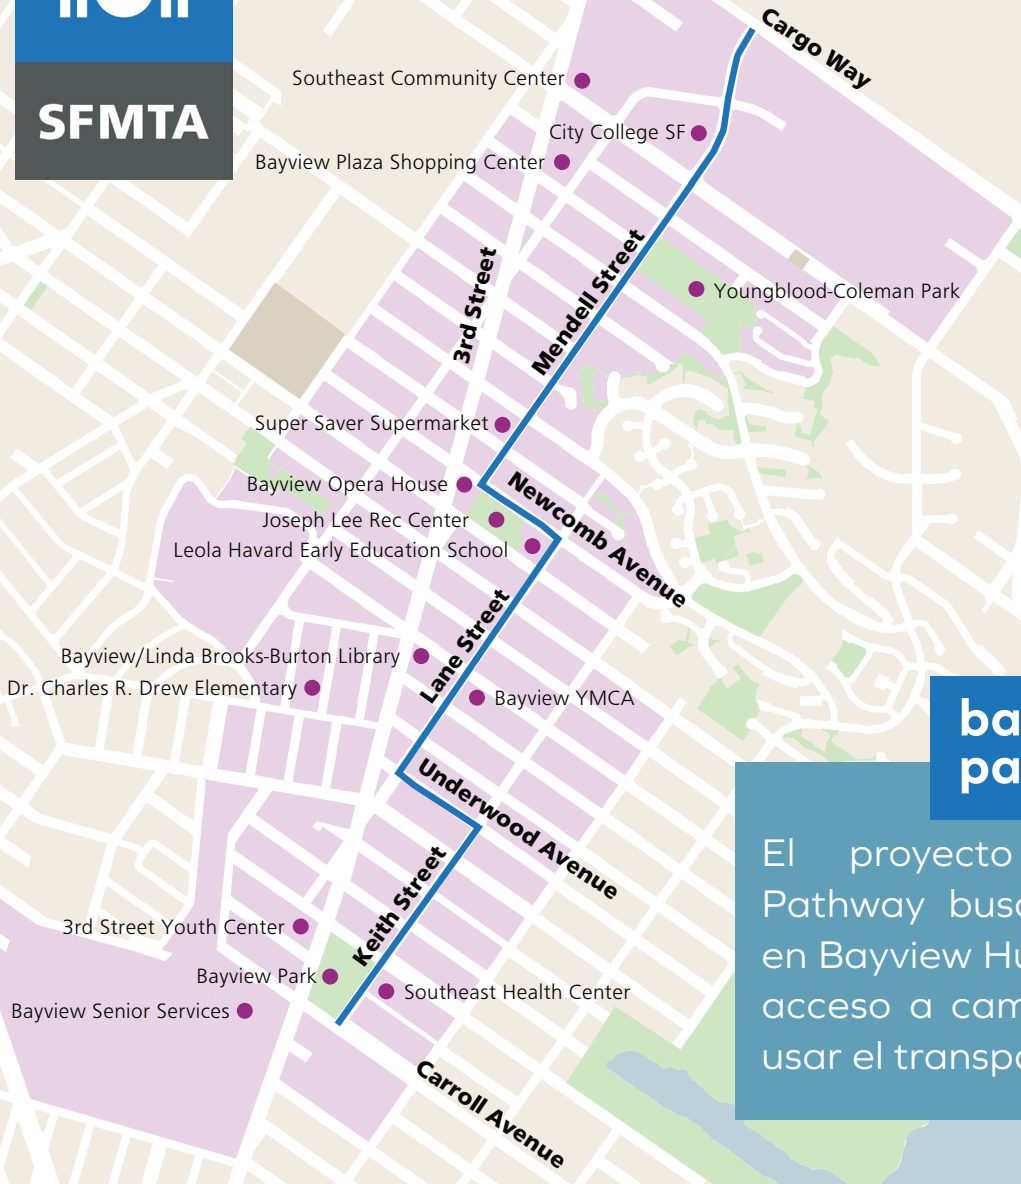 SFMTA
Cargo Way
Southeast Community Center
City College SF
Bayview Plaza Shopping Center
3rd Street
Mendell Street
Youngblood-Coleman Park
Super Saver Supermarket
Bayview Opera House
Newcomb Avenue
Joseph Lee Rec Center
Leola Havard Early Education School
Lane Street
Bayview/Linda Brooks-Burton Library
Dr. Charles R. Drew Elementary
Bayview YMCA
Underwood Avenue
Keith Street
3rd Street Youth Center
Bayview Park
Southeast Health Center
Bayview Senior Services
Carroll Avenue
El proyecto
Pathway
en Bayview
acceso a
usar el